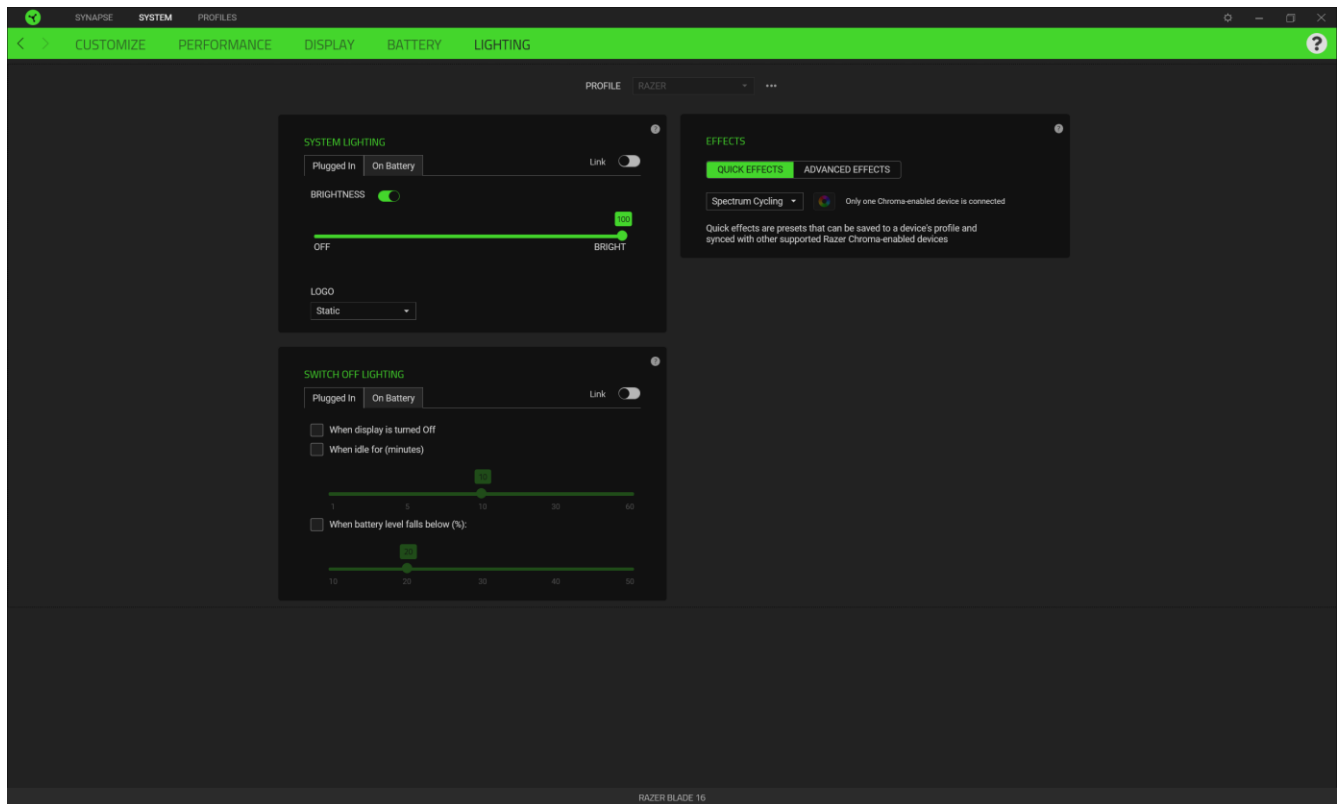 SYNAPSE SYSTEM PROFILES
CUSTOMIZE PERFORMANCE DISPLAY BATTERY LIGHTING ?
PROFILE RAZER
SYSTEM LIGHTING ?
Plugged In On Battery Link
BRIGHTNESS
100
OFF BRIGHT
LOGO
Static
SWITCH OFF LIGHTING ?
Plugged In On Battery Link
When display is turned Off
When idle for (minutes)
10
1 5 10 30 60
When battery level falls below (%):
20
10 20 30 40 50
EFFECTS ?
QUICK EFFECTS ADVANCED EFFECTS
Spectrum Cycling Only one Chroma-enabled device is connected
Quick effects are presets that can be saved to a device's profile and
synced with other supported Razer Chroma-enabled devices
RAZER BLADE 16